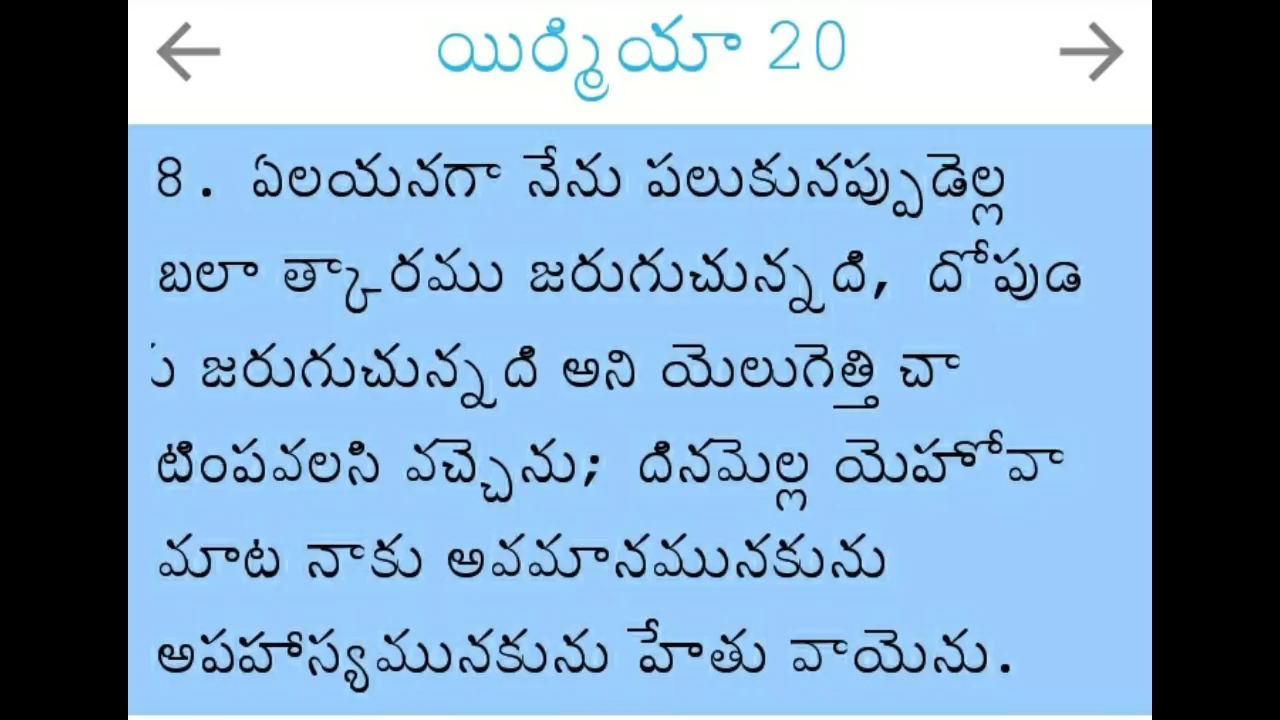 యిర్మియా 20
8. ఏలయనగా నేను పలుకునప్పుడెల్ల
బలా త్కారము జరుగుచున్నది, దోపుడ
ు జరుగుచున్నది అని యెలుగెత్తి చా
టింపవలసి వచ్చెను; దినమెల్ల యెహోవా
మాట నాకు అవమానమునకును
అపహాస్యమునకును హేతు వాయెను.